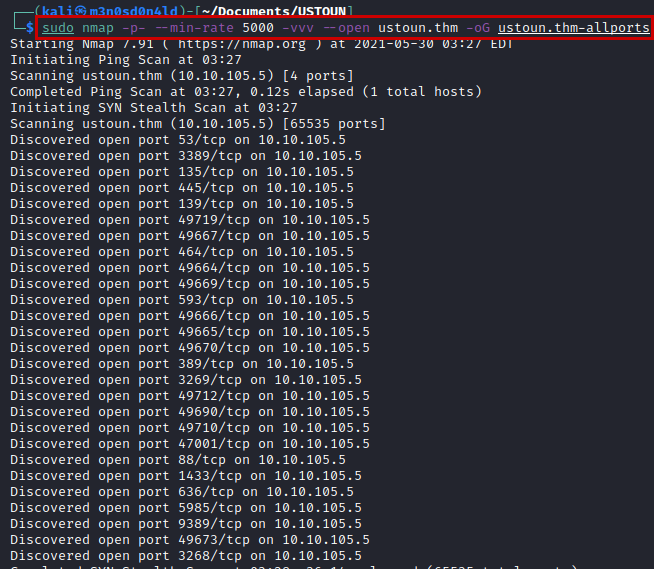 ┌──(kali㉿m3n0sd0n4ld)-[~/Documents/USTOUN]
└─$ sudo nmap -p- --min-rate 5000 -vvv --open ustoun.thm -oG ustoun.thm-allports
Starting Nmap 7.91 ( https://nmap.org ) at 2021-05-30 03:27 EDT
Initiating Ping Scan at 03:27
Scanning ustoun.thm (10.10.105.5) [4 ports]
Completed Ping Scan at 03:27, 0.12s elapsed (1 total hosts)
Initiating SYN Stealth Scan at 03:27
Scanning ustoun.thm (10.10.105.5) [65535 ports]
Discovered open port 53/tcp on 10.10.105.5
Discovered open port 3389/tcp on 10.10.105.5
Discovered open port 135/tcp on 10.10.105.5
Discovered open port 445/tcp on 10.10.105.5
Discovered open port 139/tcp on 10.10.105.5
Discovered open port 49719/tcp on 10.10.105.5
Discovered open port 49667/tcp on 10.10.105.5
Discovered open port 464/tcp on 10.10.105.5
Discovered open port 49664/tcp on 10.10.105.5
Discovered open port 49669/tcp on 10.10.105.5
Discovered open port 593/tcp on 10.10.105.5
Discovered open port 49666/tcp on 10.10.105.5
Discovered open port 49665/tcp on 10.10.105.5
Discovered open port 49670/tcp on 10.10.105.5
Discovered open port 389/tcp on 10.10.105.5
Discovered open port 3269/tcp on 10.10.105.5
Discovered open port 49712/tcp on 10.10.105.5
Discovered open port 49690/tcp on 10.10.105.5
Discovered open port 49710/tcp on 10.10.105.5
Discovered open port 47001/tcp on 10.10.105.5
Discovered open port 88/tcp on 10.10.105.5
Discovered open port 1433/tcp on 10.10.105.5
Discovered open port 636/tcp on 10.10.105.5
Discovered open port 5985/tcp on 10.10.105.5
Discovered open port 9389/tcp on 10.10.105.5
Discovered open port 49673/tcp on 10.10.105.5
Discovered open port 3268/tcp on 10.10.105.5